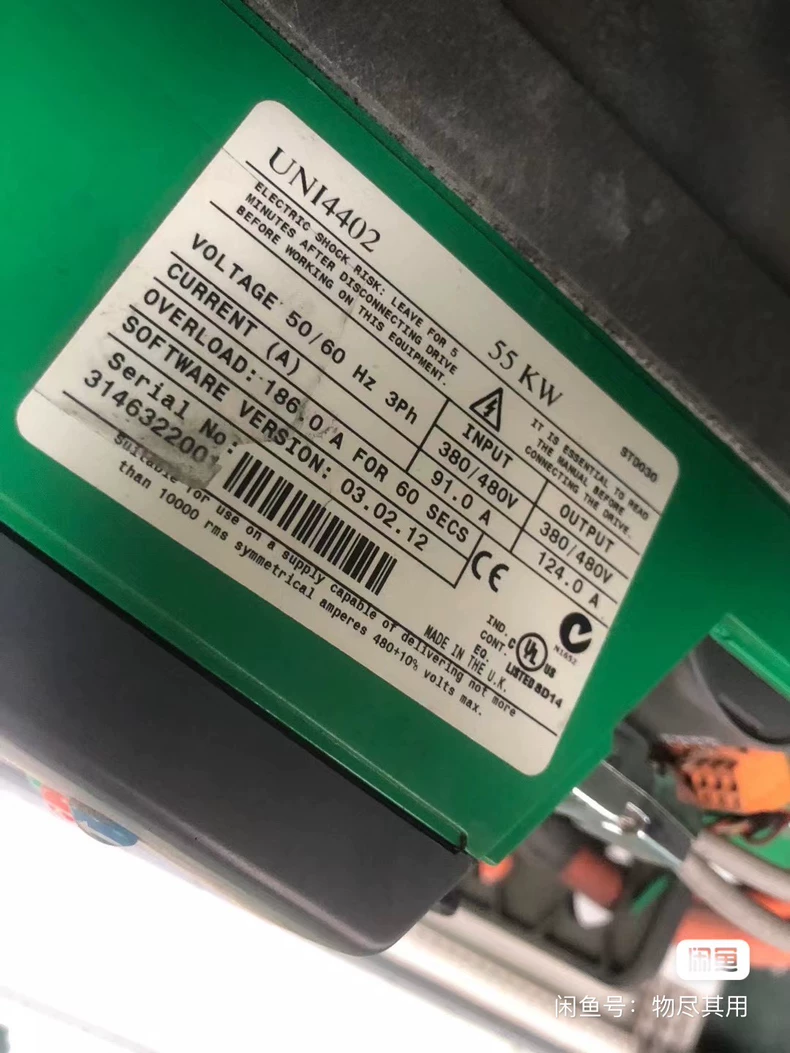 UNI4402 55 KW
ELECTRIC SHOCK RISK: LEAVE FOR 5
MINUTES AFTER DISCONNECTING DRIVE
BEFORE WORKING ON THIS EQUIPMENT.
IT IS ESSENTIAL TO READ
THE MANUAL BEFORE
CONNECTING THE DRIVE.
STDO30
INPUT OUTPUT
VOLTAGE 50/60 Hz 3Ph 380/480V 380/480V
CURRENT (A) 91.0 A 124.0 A
OVERLOAD: 186.0 A FOR 60 SECS
SOFTWARE VERSION: 03.02.12
Serial No:
314632200
CE
N1652
IND.
CONT.
EQ.
C UL US
LISTED 8D14
MADE IN THE U.K.
Suitable for use on a supply capable of delivering not more
than 10000 rms symmetrical amperes 480+10% volts max.
闲鱼
闲鱼号：物尽其用